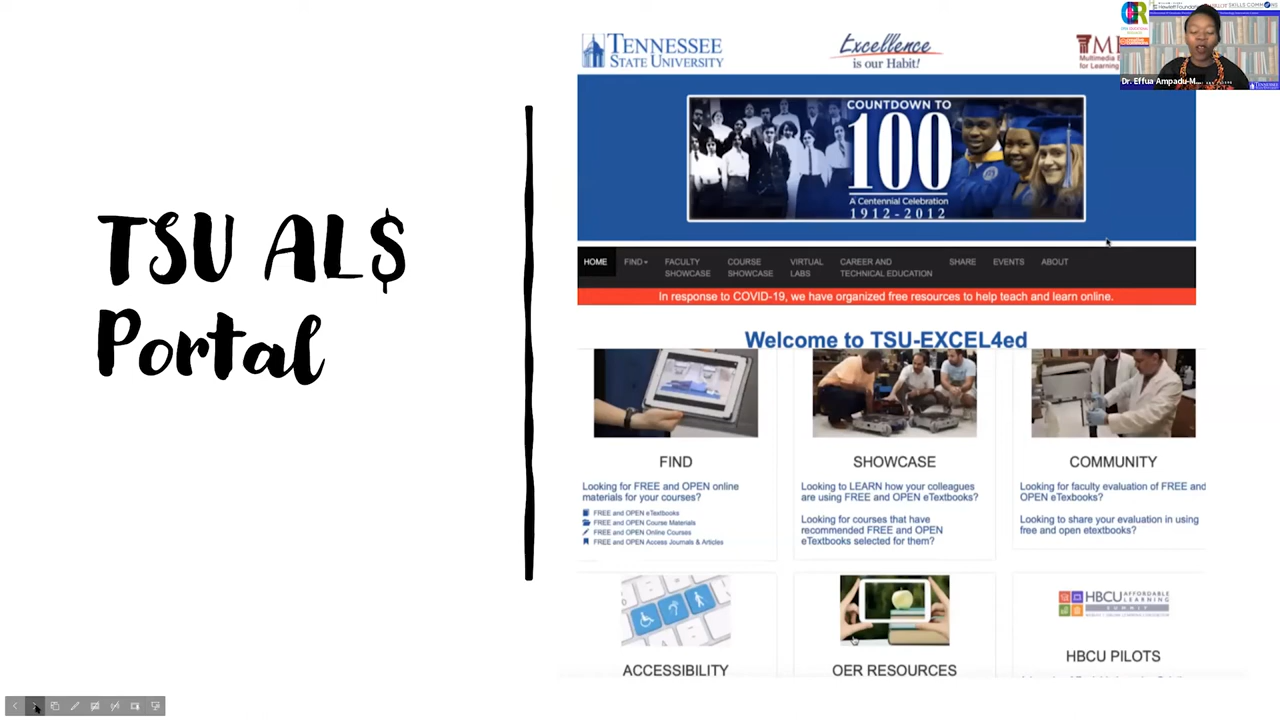 TSU AL$
Portal
TENNESSEE
STATE UNIVERSITY
Excellence
is our Habit!
Multimedia E
for Learning
COUNTDOWN TO
100
A Centennial Celebration
1912-2012
HOME
FIND
FACULTY
SHOWCASE
COURSE
SHOWCASE
VIRTUAL
LABS
CAREER AND
TECHNICAL EDUCATION
SHARE
EVENTS
ABOUT
In response to COVID-19, we have organized free resources to help teach and learn online.
Welcome to TSU-EXCEL4ed
FIND
Looking for FREE and OPEN online
materials for your courses?
FREE and OPEN eTextbooks
FREE and OPEN Course Materials
FREE and OPEN Online Courses
FREE and OPEN Access Journals & Articles
SHOWCASE
Looking to LEARN how your colleagues
are using FREE and OPEN eTextbooks?
Looking for courses that have
recommended FREE and OPEN
eTextbooks selected for them?
COMMUNITY
Looking for faculty evaluation of FREE and
OPEN eTexbooks?
Looking to share your evaluation in using
free and open etextbooks?
ACCESSIBILITY
OER RESOURCES
HBCU AFFORDABLE
LEARNING
SUMMIT
HBCU PILOTS
Dr. Effua Ampadu-M...